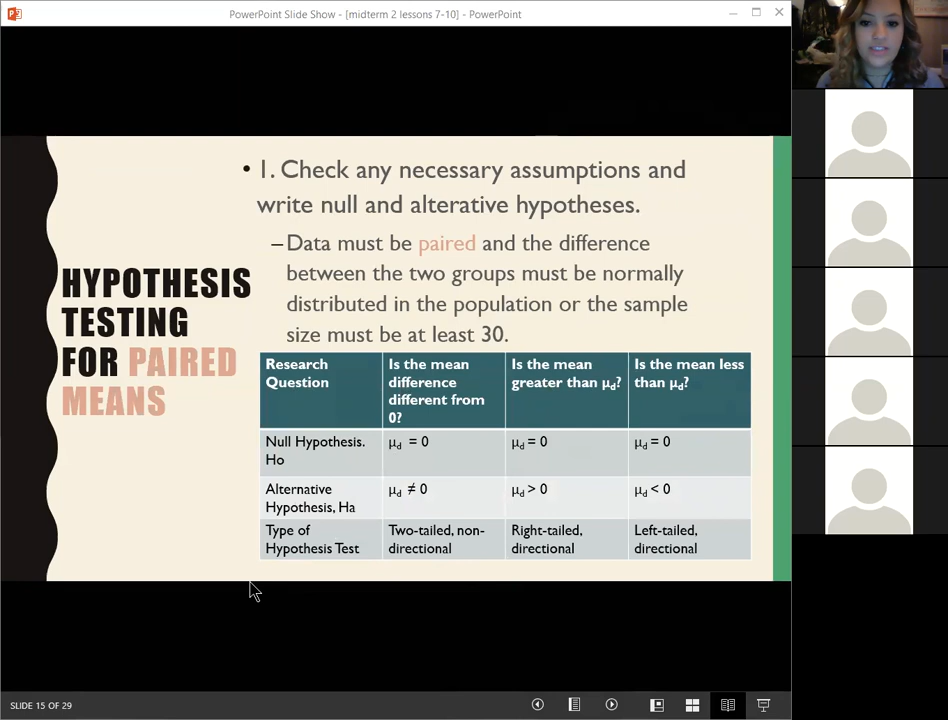 PowerPoint Slide Show - [midterm 2 lessons 7-10] - PowerPoint
HYPOTHESIS
TESTING
FOR PAIRED
MEANS
• 1. Check any necessary assumptions and
write null and alterative hypotheses.
–Data must be paired and the difference
between the two groups must be normally
distributed in the population or the sample
size must be at least 30.
Research
Question
Is the mean
difference
different from
0?
Is the mean
greater than μd?
Is the mean less
than μd?
Null Hypothesis.
Ho
μd = 0
μd = 0
μd = 0
Alternative
Hypothesis, Ha
μd ≠ 0
μd > 0
μd < 0
Type of
Hypothesis Test
Two-tailed, non-
directional
Right-tailed,
directional
Left-tailed,
directional
SLIDE 15 OF 29